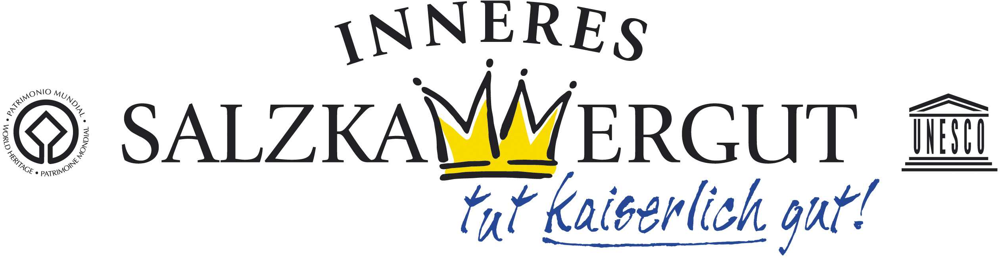 INNERES
SALZKAMMERGUT
tut kaiserlich gut!
PATRIMONIO MUNDIAL • WORLD HERITAGE • PATRIMOINE MONDIAL •
UNESCO